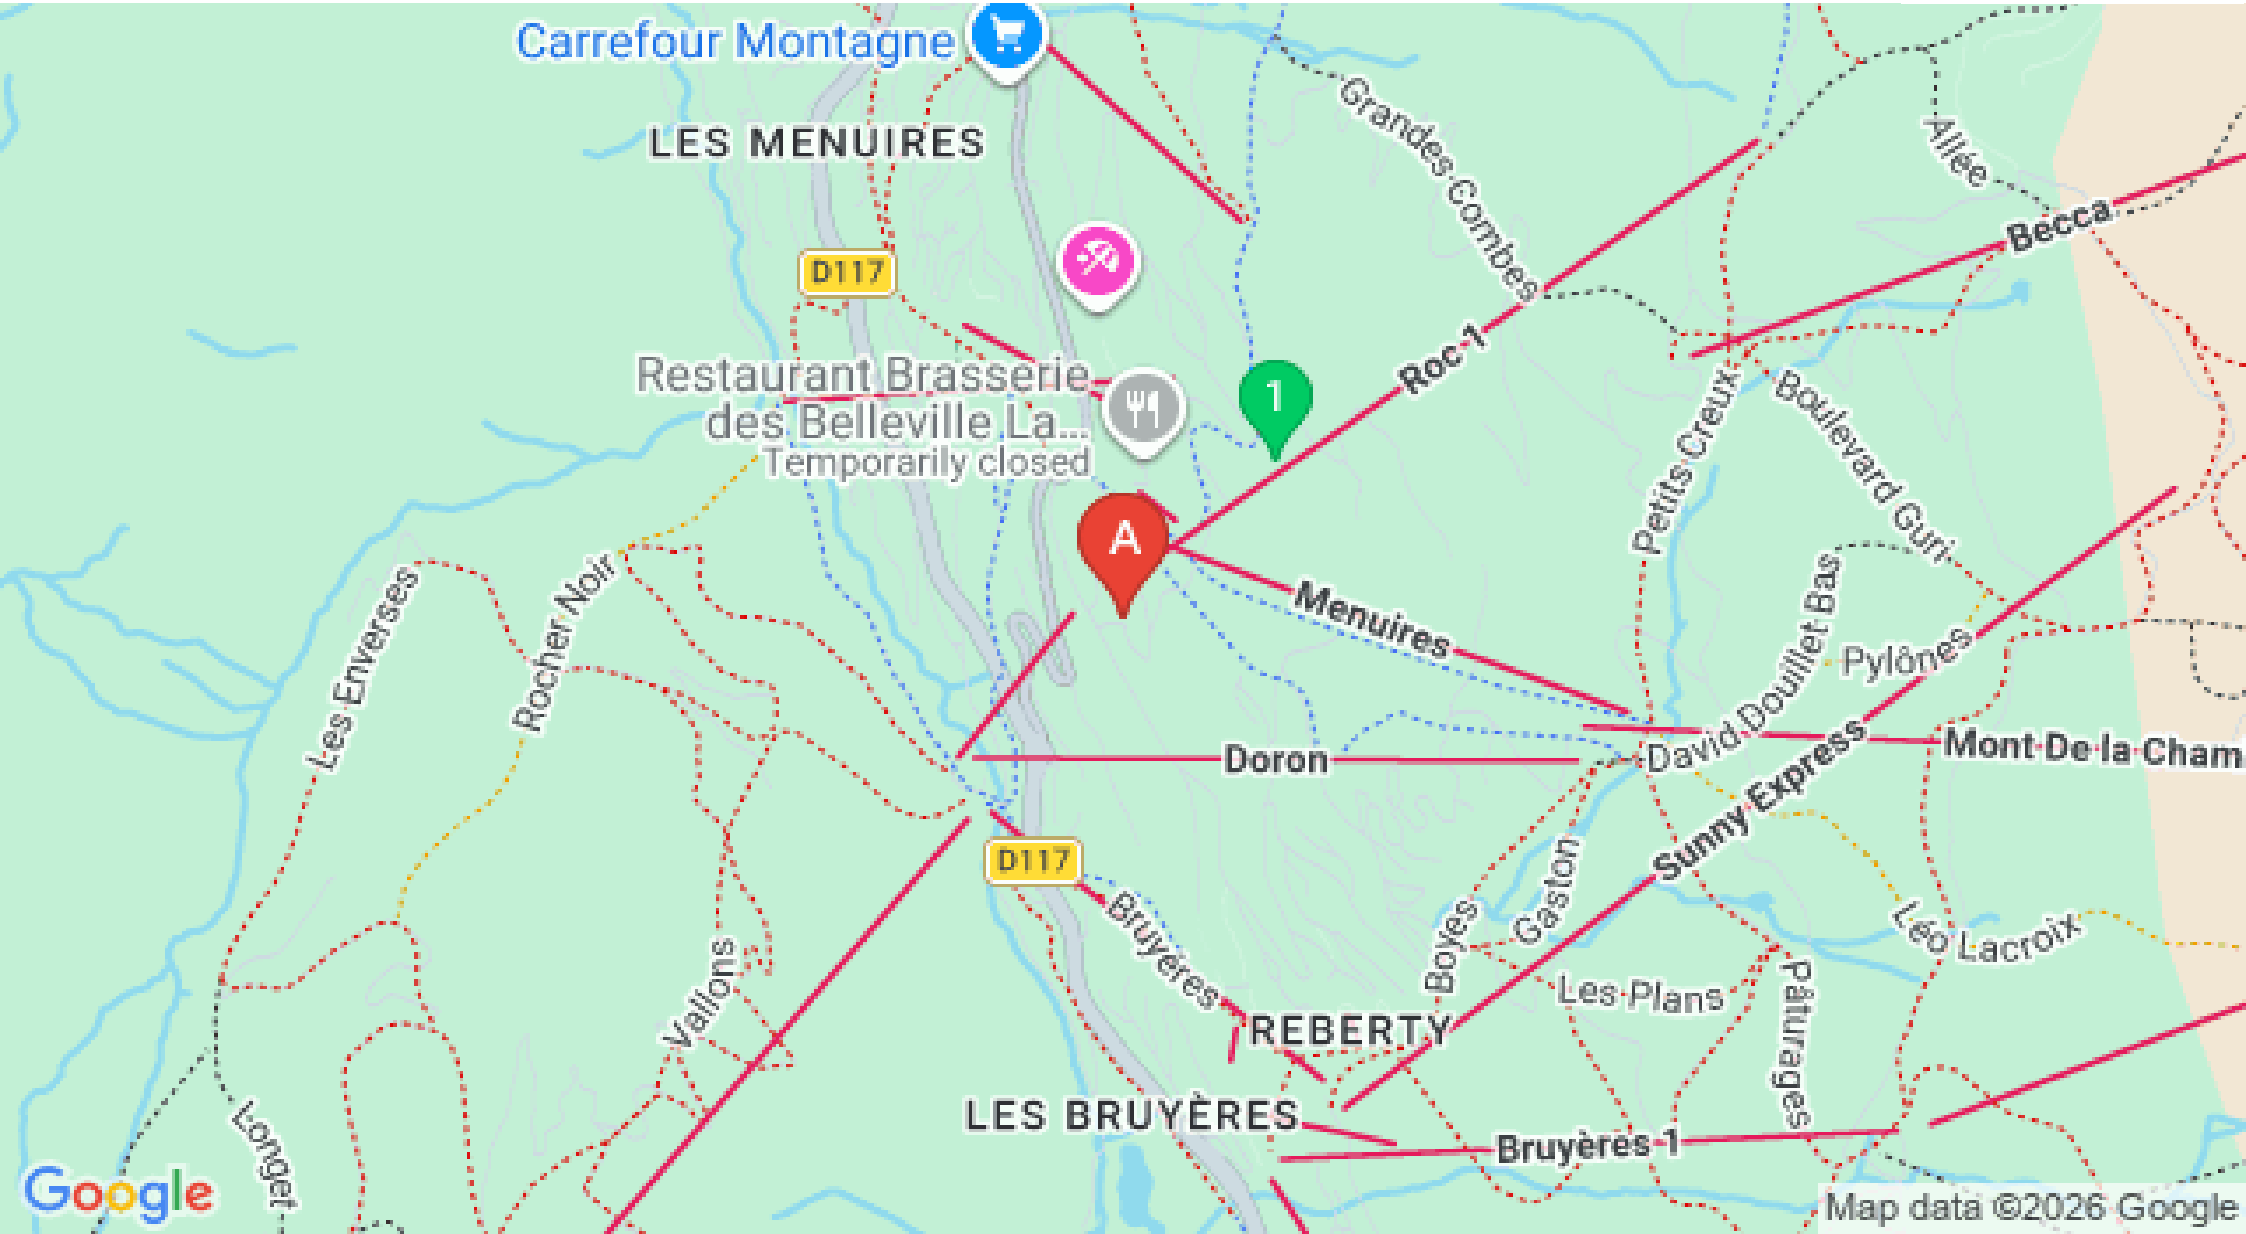 Carrefour Montagne
LES MENUIRES
Grandes Combes
Allée
Becca
D117
Roc 1
Restaurant Brasserie
des Belleville La...
Temporarily closed
1
A
Petits Creux
Boulevard Guri
Menuires
Les Enverses
Rocher Noir
David Douillet Bas
Pylônes
Doron
Mont De la Cham
Sunny Express
D117
Bruyères
Gaston
Boyes
Léo Lacroix
Les Plans
Pâturages
Vallons
REBERTY
LES BRUYÈRES
Bruyères 1
Longet
Google
Map data ©2026 Google